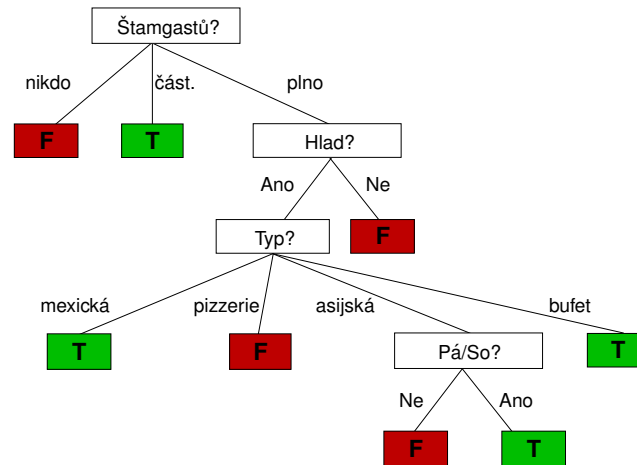 Štamgastů?
nikdo část. plno
F T Hlad?
Ano Ne
Typ? F
mexická pizzerie asijská bufet
T F Pá/So? T
Ne Ano
F T